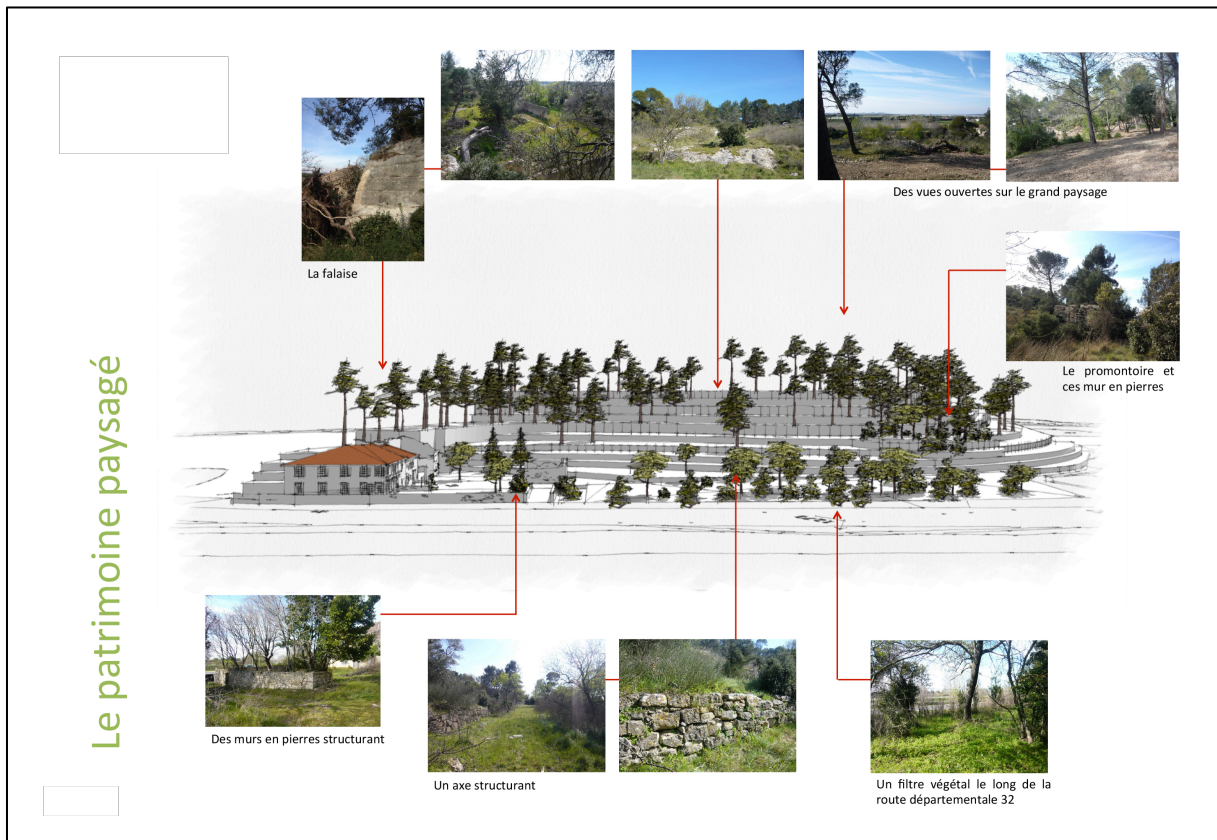 Le patrimoine paysagé
Des vues ouvertes sur le grand paysage
La falaise
Le promontoire et
ces mur en pierres
Des murs en pierres structurant
Un axe structurant
Un filtre végétal le long de la
route départementale 32